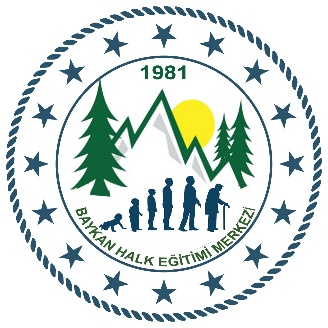 1981
BAYKAN HALK EĞİTİMİ MERKEZİ